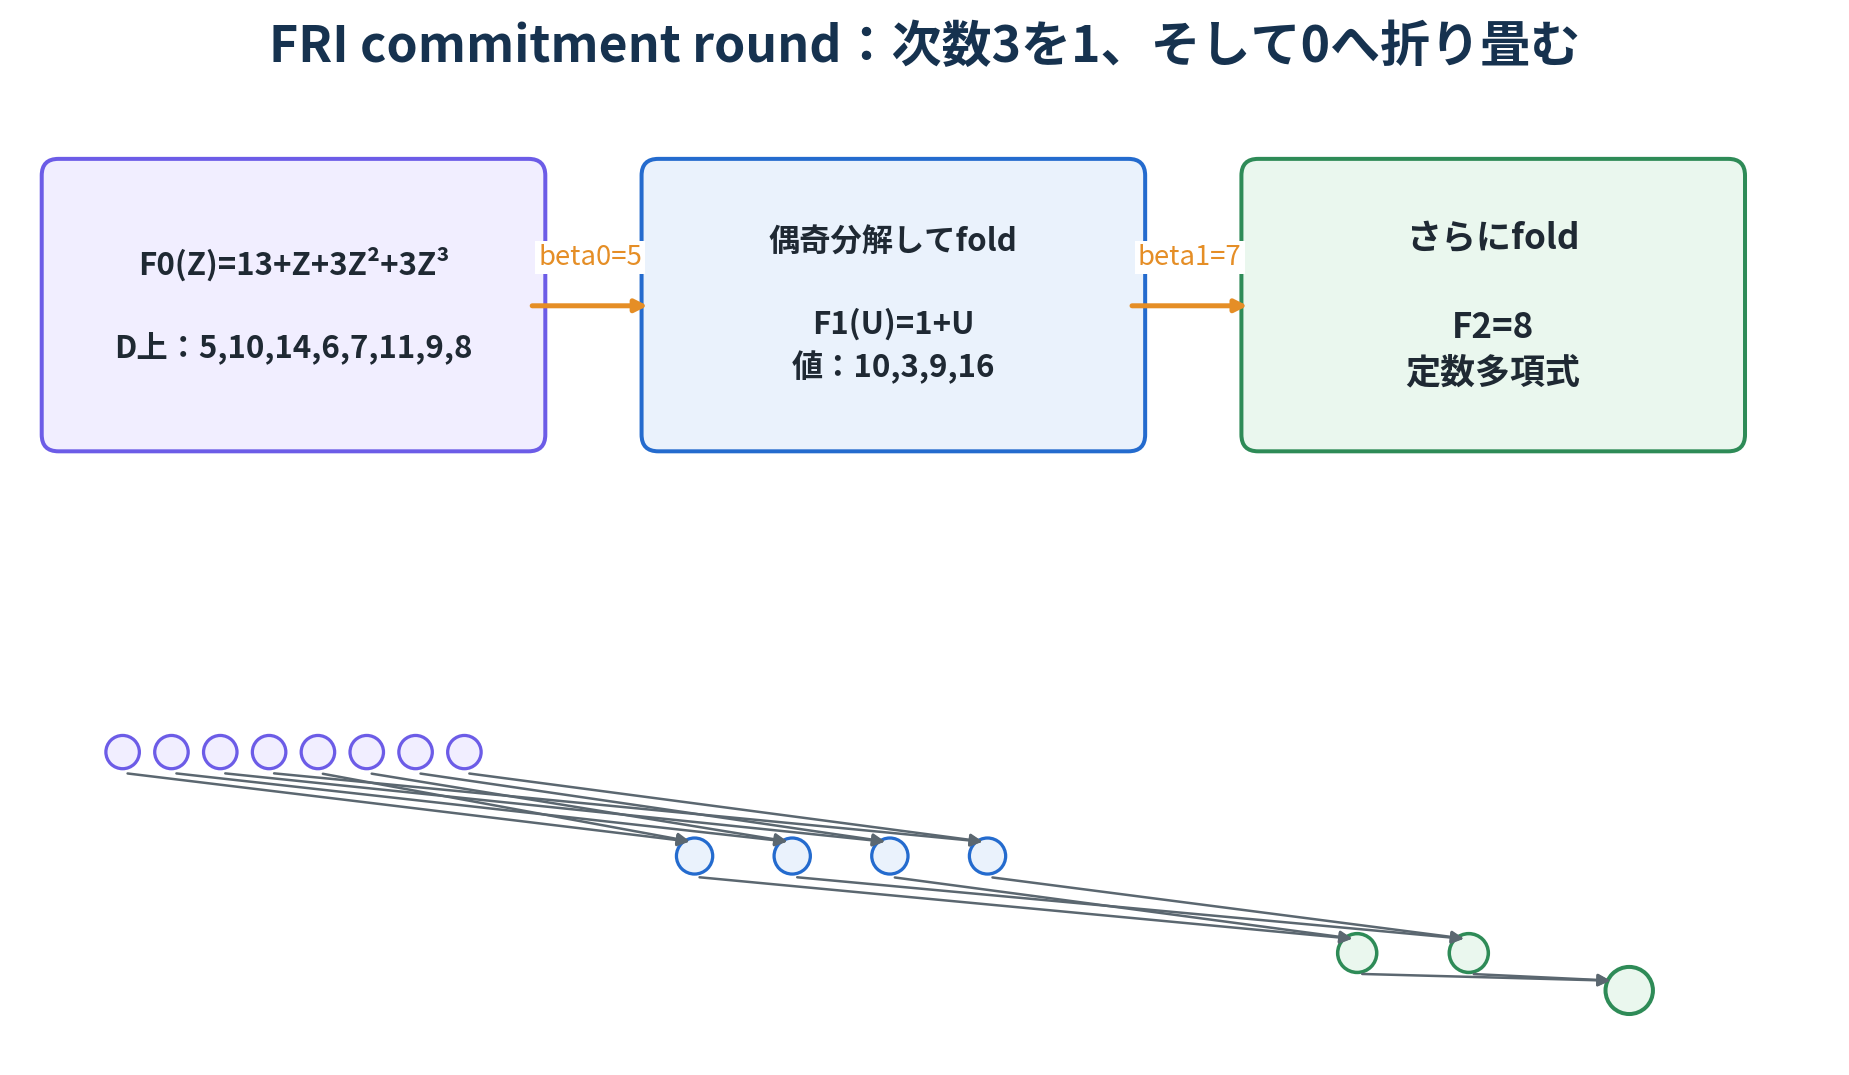 FRI commitment round：次数3を1、そして0へ折り畳む
F0(Z)=13+Z+3Z²+3Z³
D上：5,10,14,6,7,11,9,8
beta0=5
偶奇分解してfold
F1(U)=1+U
値：10,3,9,16
beta1=7
さらにfold
F2=8
定数多項式